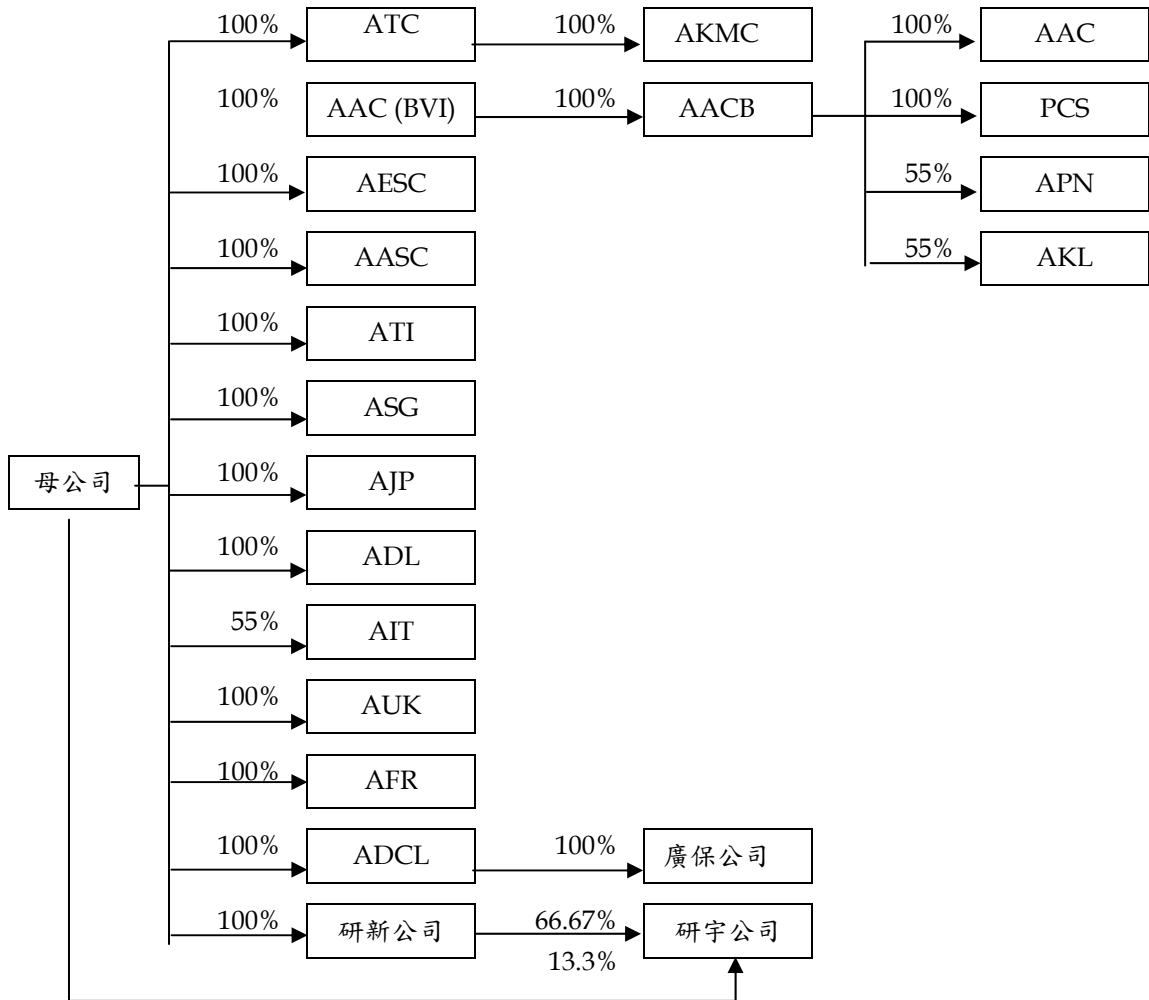 100% ATC 100% AKMC 100% AAC
100% AAC (BVI) 100% AACB 100% PCS
100% AESC 55% APN
100% AASC 55% AKL
100% ATI
100% ASG
母公司 100% AJP
100% ADL
55% AIT
100% AUK
100% AFR
100% ADCL 100% 廣保公司
100% 研新公司 66.67% 研宇公司
13.3%